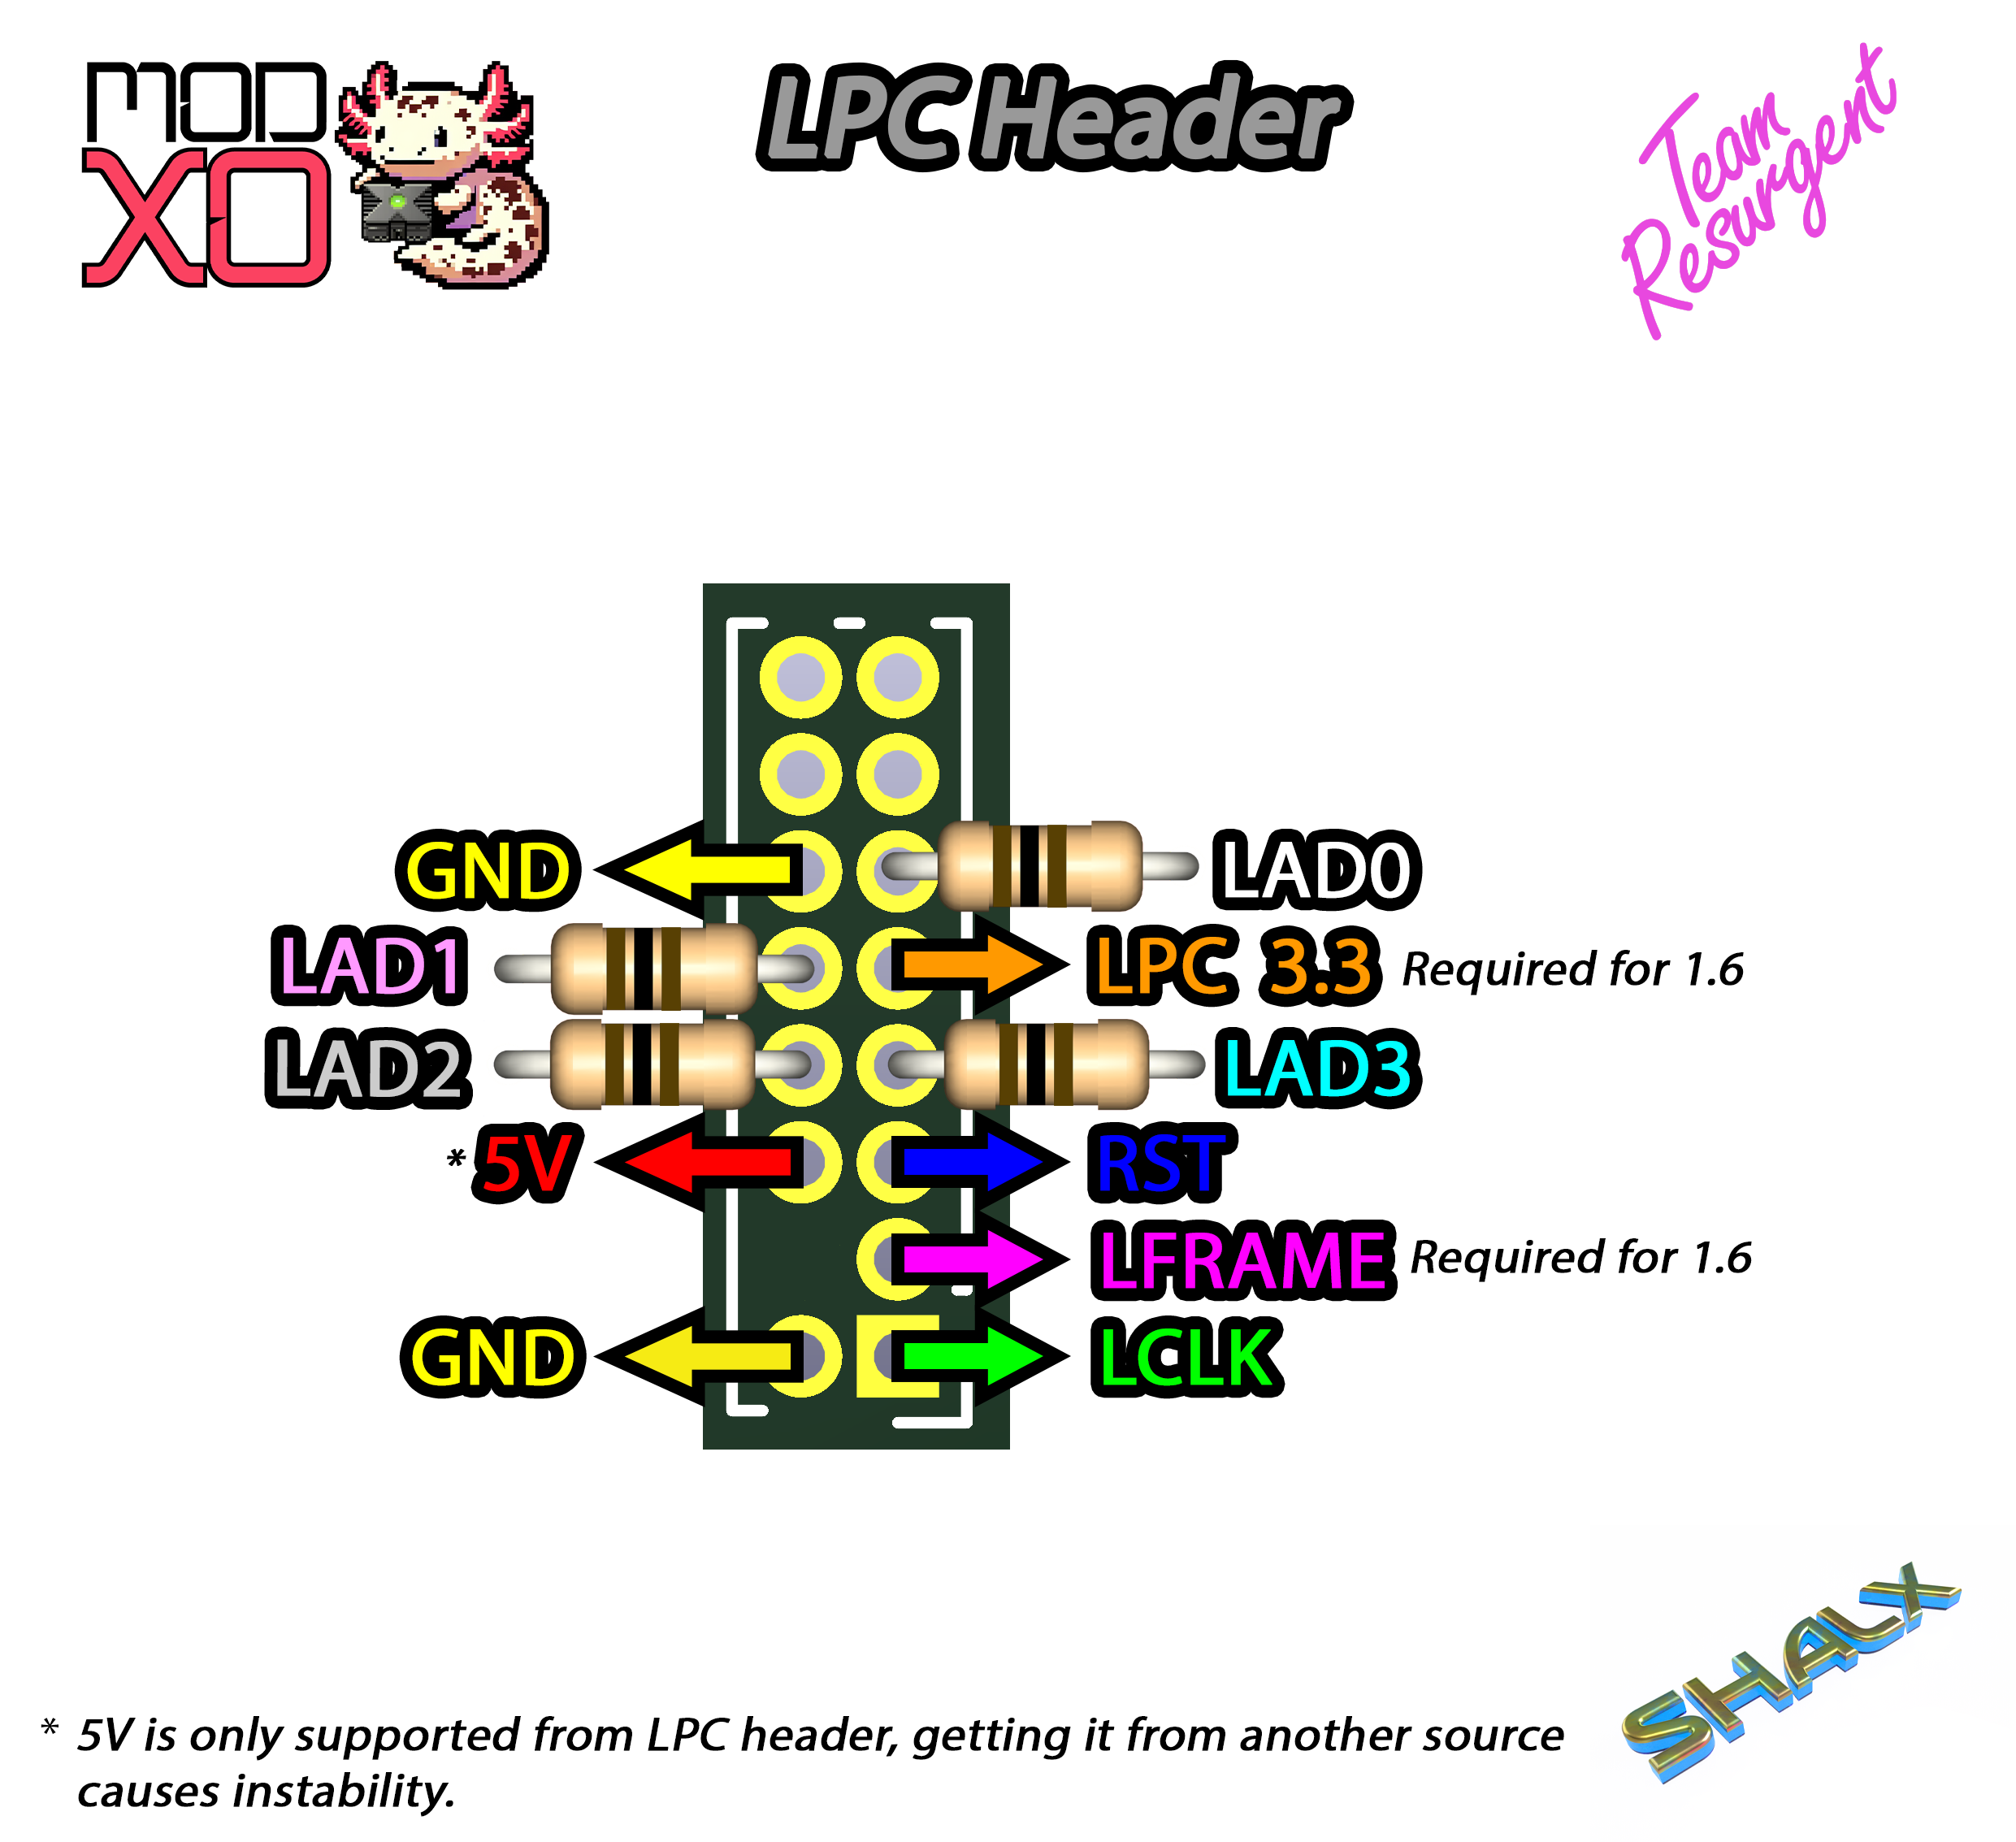 MOD
XO
LPC Header
Team
Resurgent
GND
LAD0
LAD1
LPC 3.3 Required for 1.6
LAD2
LAD3
* 5V
RST
LFRAME Required for 1.6
GND
LCLK
SHALX
* 5V is only supported from LPC header, getting it from another source
causes instability.